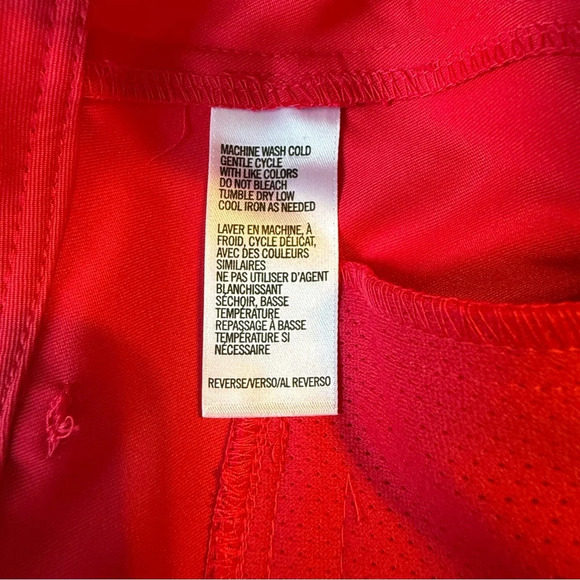 MACHINE WASH COLD
GENTLE CYCLE
WITH LIKE COLORS
DO NOT BLEACH
TUMBLE DRY LOW
COOL IRON AS NEEDED
LAVER EN MACHINE, À
FROID, CYCLE DÉLICAT,
AVEC DES COULEURS
SIMILAIRES
NE PAS UTILISER D'AGENT
BLANCHISSANT
SÉCHOIR, BASSE
TEMPÉRATURE
REPASSAGE À BASSE
TEMPÉRATURE SI
NÉCESSAIRE
REVERSE/VERSO/AL REVERSO